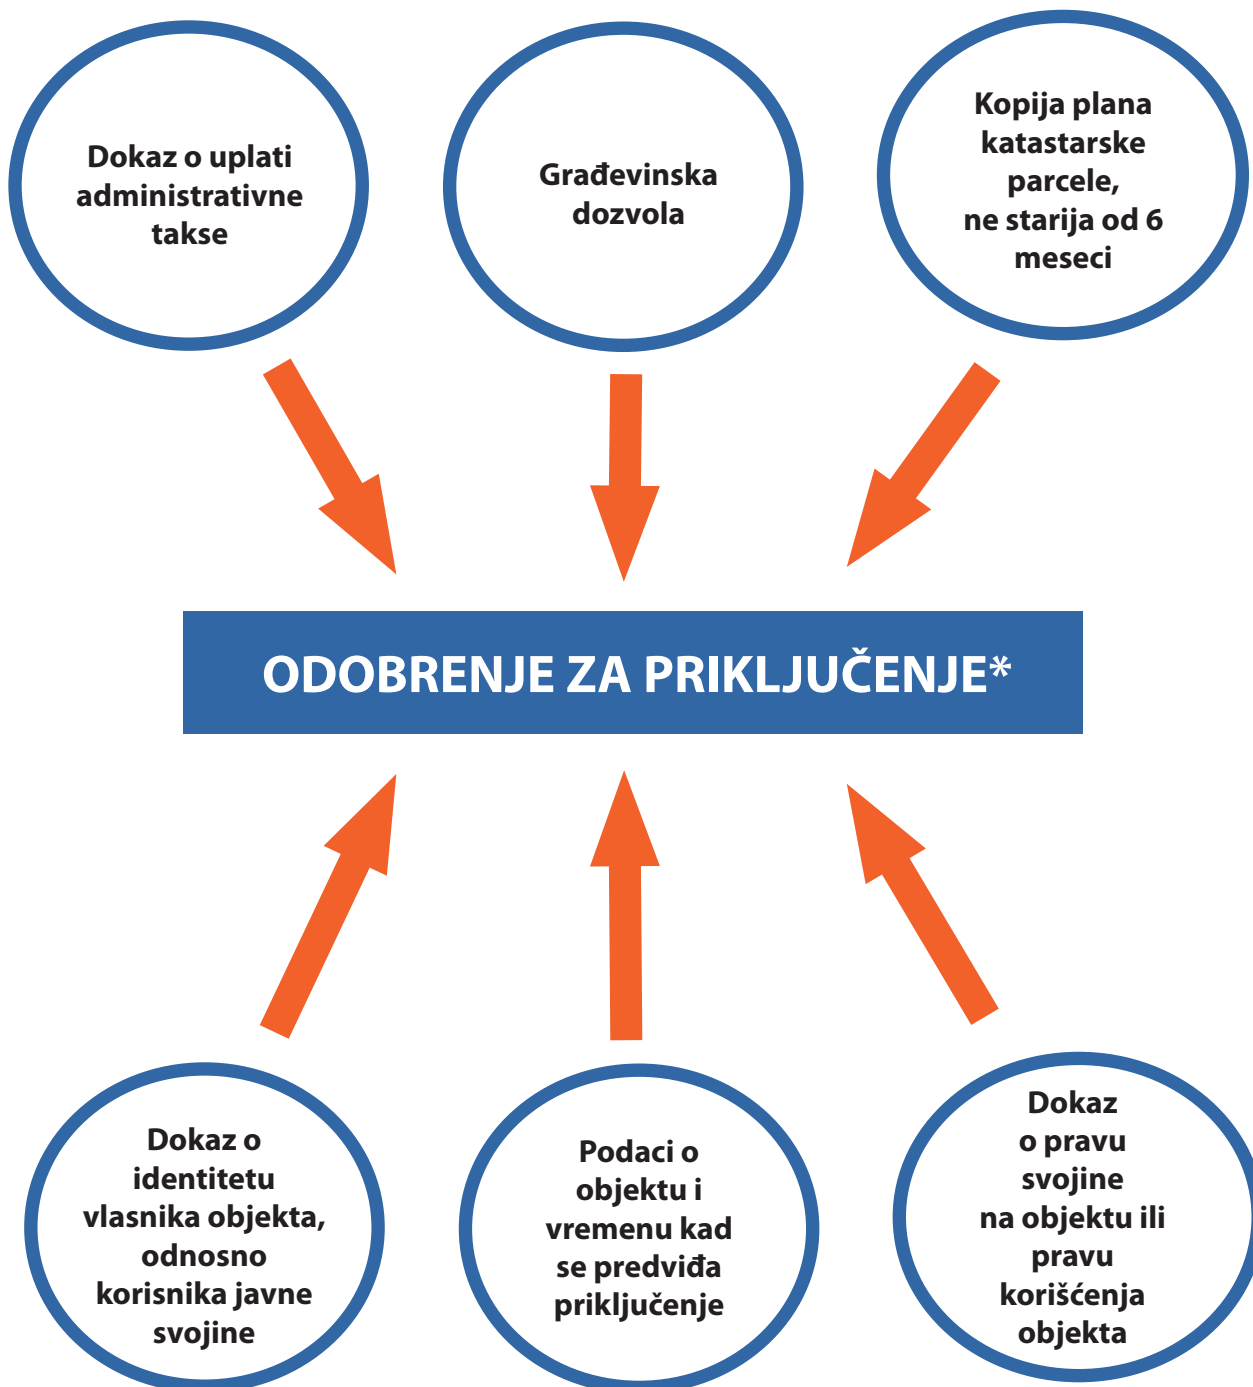 Dokaz o uplati
administrativne
takse
Građevinska
dozvola
Kopija plana
katastarske
parcele,
ne starija od 6
meseci
ODOBRENJE ZA PRIKLJUČENJE*
Dokaz o
identitetu
vlasnika objekta,
odnosno
korisnika javne
svojine
Podaci o
objektu i
vremenu kad
se predviđa
priključenje
Dokaz
o pravu
svojine
na objektu ili
pravu
korišćenja
objekta